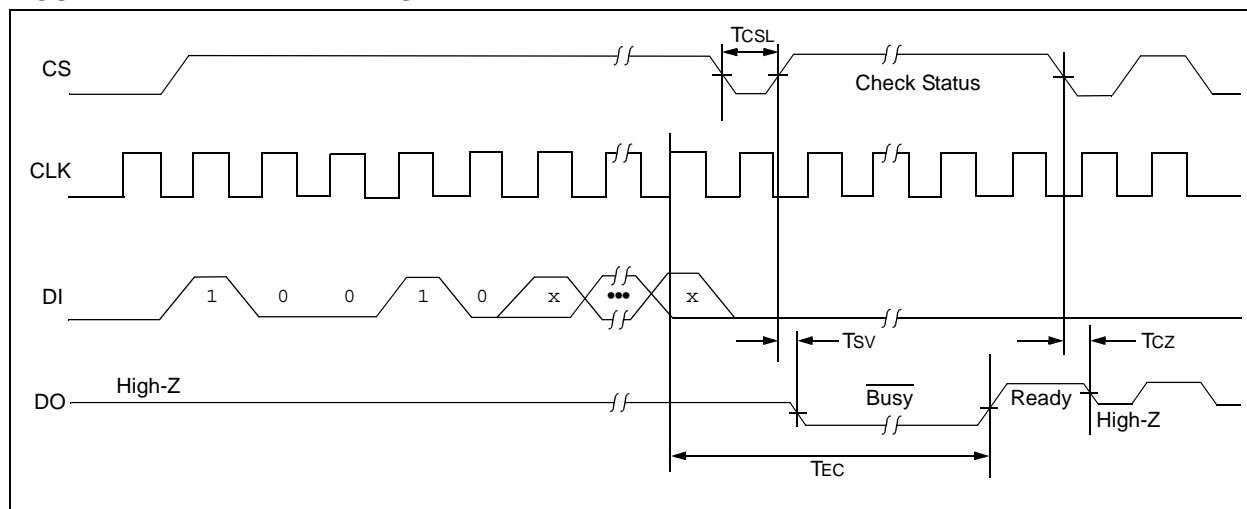 TCSL
CS
Check Status
CLK
DI
1 0 0 1 0 x ••• x
TSV
TCZ
High-Z
DO
Busy
Ready
High-Z
TEC